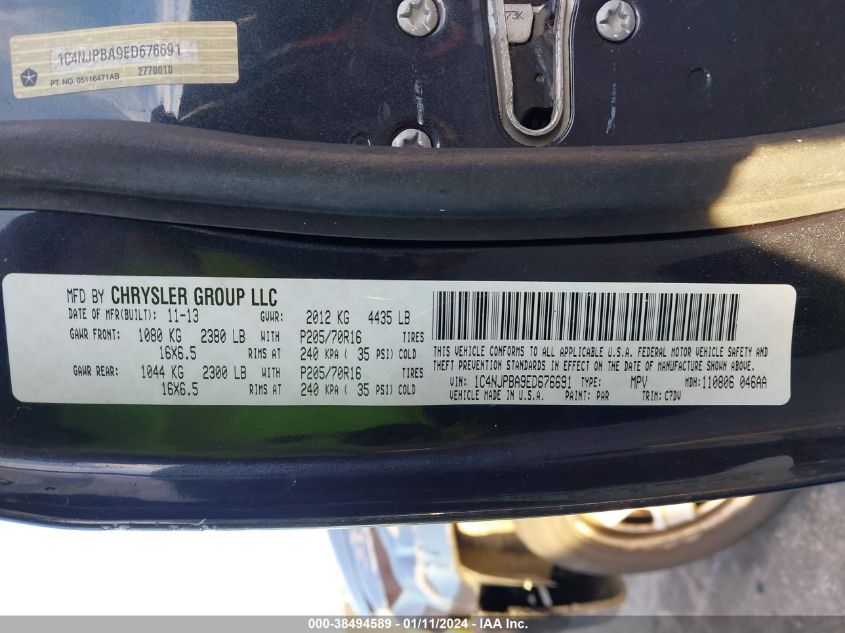 1C4NJPBA9ED676691
PT. NO. 05116471AB 2770010
73K
MFD BY CHRYSLER GROUP LLC
DATE OF MFR(BUILT): 11-13 GVWR: 2012 KG 4435 LB
GAWR FRONT: 1080 KG 2380 LB WITH P205/70R16 TIRES
16X6.5 RIMS AT 240 KPA ( 35 PSI) COLD
GAWR REAR: 1044 KG 2300 LB WITH P205/70R16 TIRES
16X6.5 RIMS AT 240 KPA ( 35 PSI) COLD
THIS VEHICLE CONFORMS TO ALL APPLICABLE U.S.A. FEDERAL MOTOR VEHICLE SAFETY AND
THEFT PREVENTION STANDARDS IN EFFECT ON THE DATE OF MANUFACTURE SHOWN ABOVE.
VIN: 1C4NJPBA9ED676691 TYPE: MPV MDH: 110806 046AA
VEHICLE MADE IN U.S.A. PAINT: PAR TRIM: C7DV
000-38494589 - 01/11/2024 - IAA Inc.